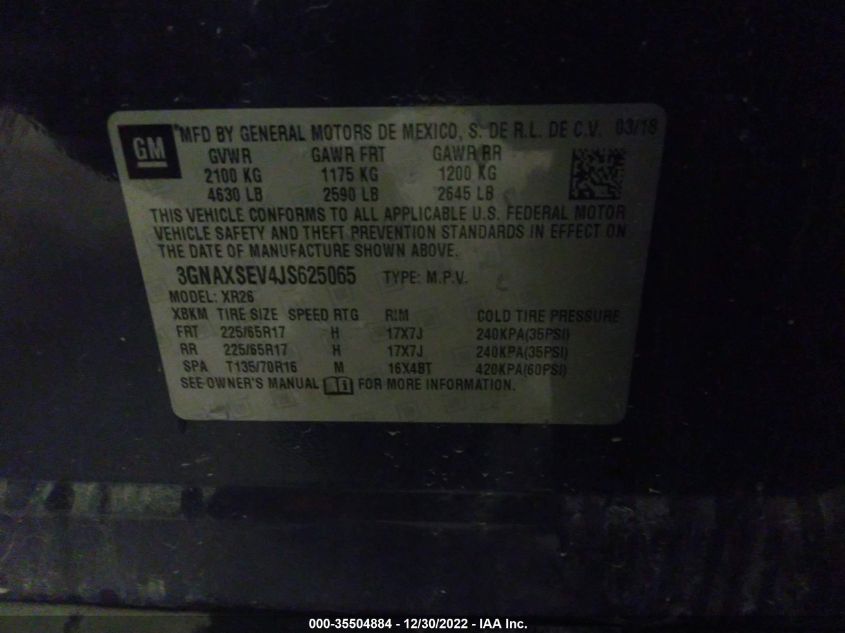 GM
MFD BY GENERAL MOTORS DE MEXICO, S. DE R.L. DE C.V. 03/18
GVWR GAWR FRT GAWR RR
2100 KG 1175 KG 1200 KG
4630 LB 2590 LB 2645 LB
THIS VEHICLE CONFORMS TO ALL APPLICABLE U.S. FEDERAL MOTOR
VEHICLE SAFETY AND THEFT PREVENTION STANDARDS IN EFFECT ON
THE DATE OF MANUFACTURE SHOWN ABOVE.
3GNAXSEV4JS625065 TYPE: M.P.V.
MODEL: XR26
XBKM TIRE SIZE SPEED RTG RIM COLD TIRE PRESSURE
FRT 225/65R17 H 17X7J 240KPA(35PSI)
RR 225/65R17 H 17X7J 240KPA(35PSI)
SPA T135/70R16 M 16X4BT 420KPA(60PSI)
SEE OWNER'S MANUAL FOR MORE INFORMATION.
000-35504884 - 12/30/2022 - IAA Inc.